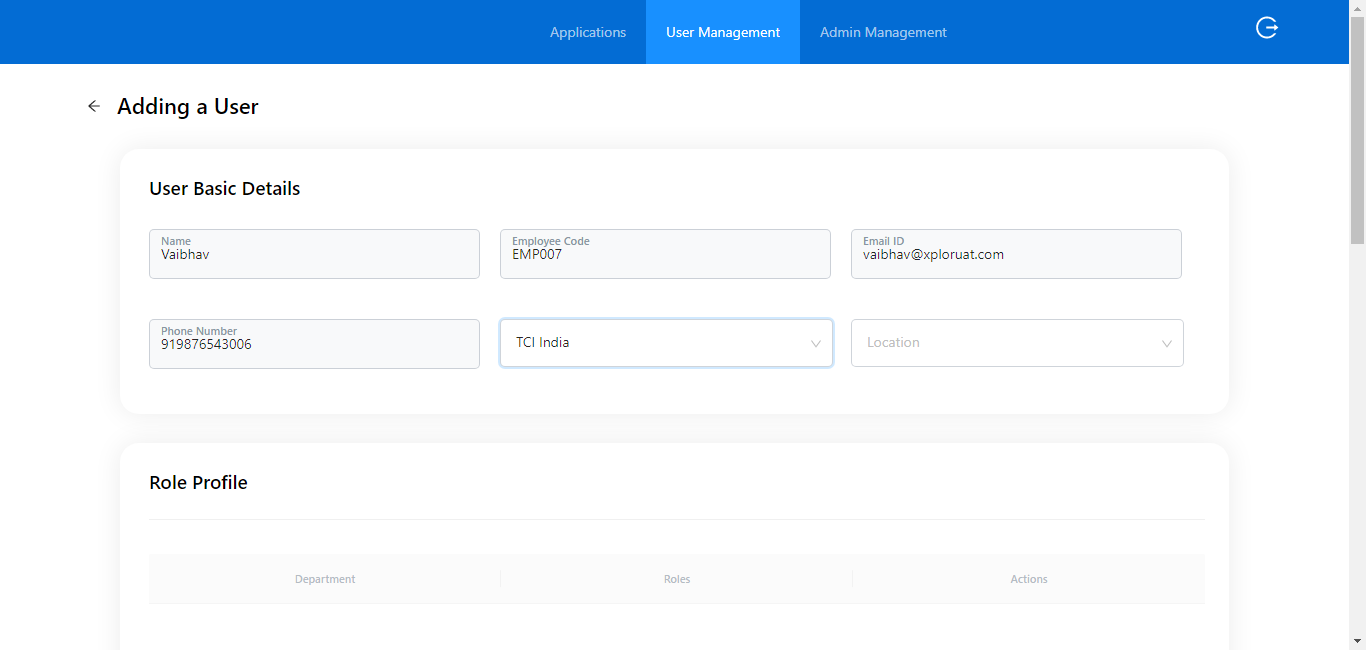 Applications
User Management
Admin Management
Adding a User
User Basic Details
Name
Vaibhav
Employee Code
EMP007
Email ID
vaibhav@xploruat.com
Phone Number
919876543006
TCI India
Location
Role Profile
Department
Roles
Actions